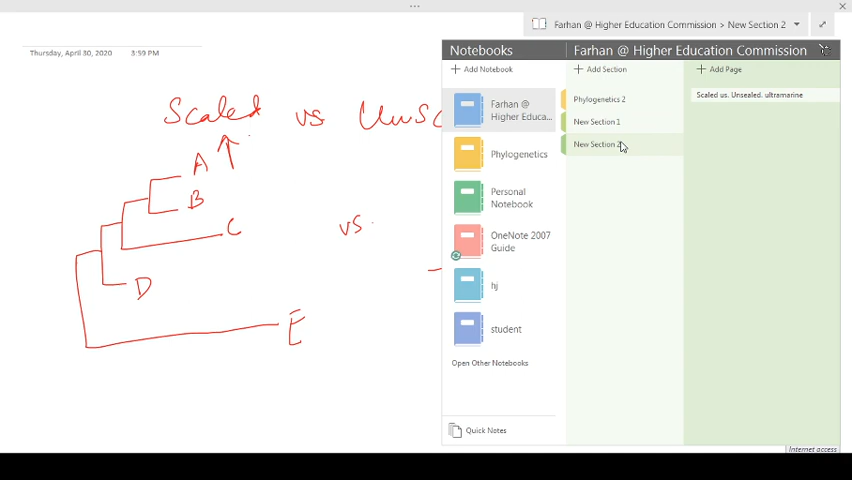 Farhan @ Higher Education Commission > New Section 2
Thursday, April 30, 2020 3:59 PM
Notebooks
Farhan @ Higher Education Commission
+ Add Notebook
+ Add Section
+ Add Page
Scaled vs
Farhan @
Higher Educa...
Phylogenetics 2
Scaled us. Unsealed. ultramarine
New Section 1
New Section 2
Phylogenetics
Personal
Notebook
A
B
C
vs
D
E
OneNote 2007
Guide
hj
student
Open Other Notebooks
Quick Notes
Internet access